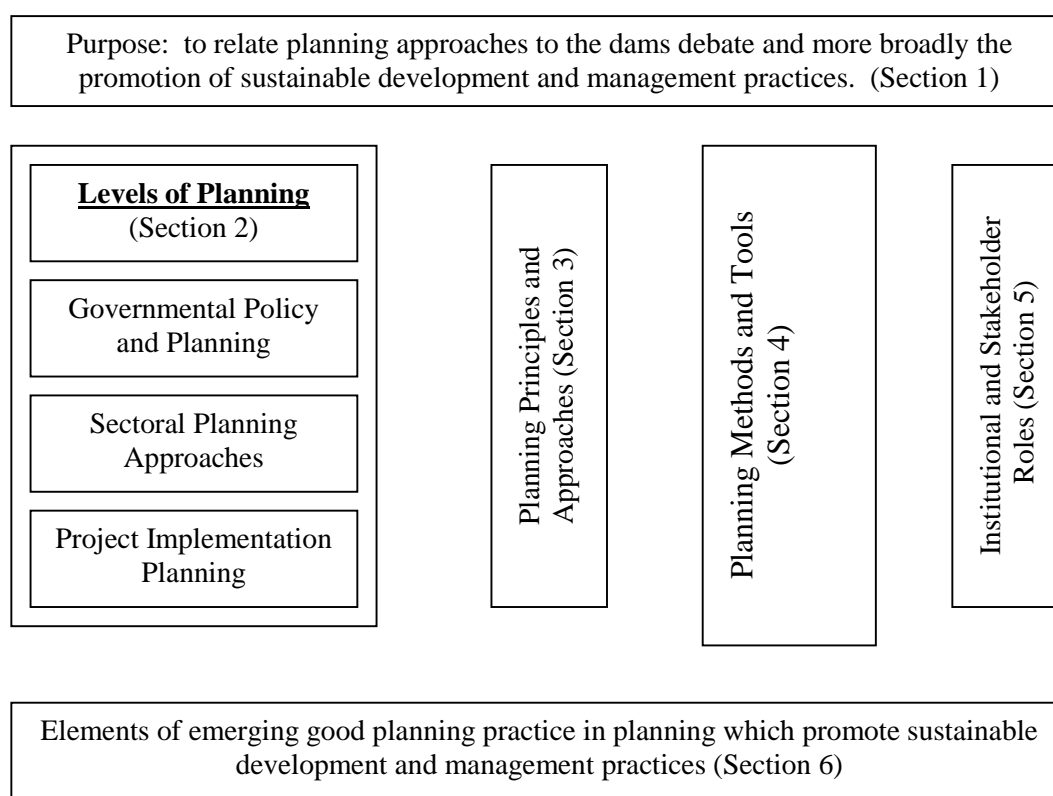 Purpose:  to relate planning approaches to the dams debate and more broadly the
promotion of sustainable development and management practices.  (Section 1)
Levels of Planning
(Section 2)
Governmental Policy
and Planning
Sectoral Planning
Approaches
Project Implementation
Planning
Planning Principles and
Approaches (Section 3)
Planning Methods and Tools
(Section 4)
Institutional and Stakeholder
Roles (Section 5)
Elements of emerging good planning practice in planning which promote sustainable
development and management practices (Section 6)